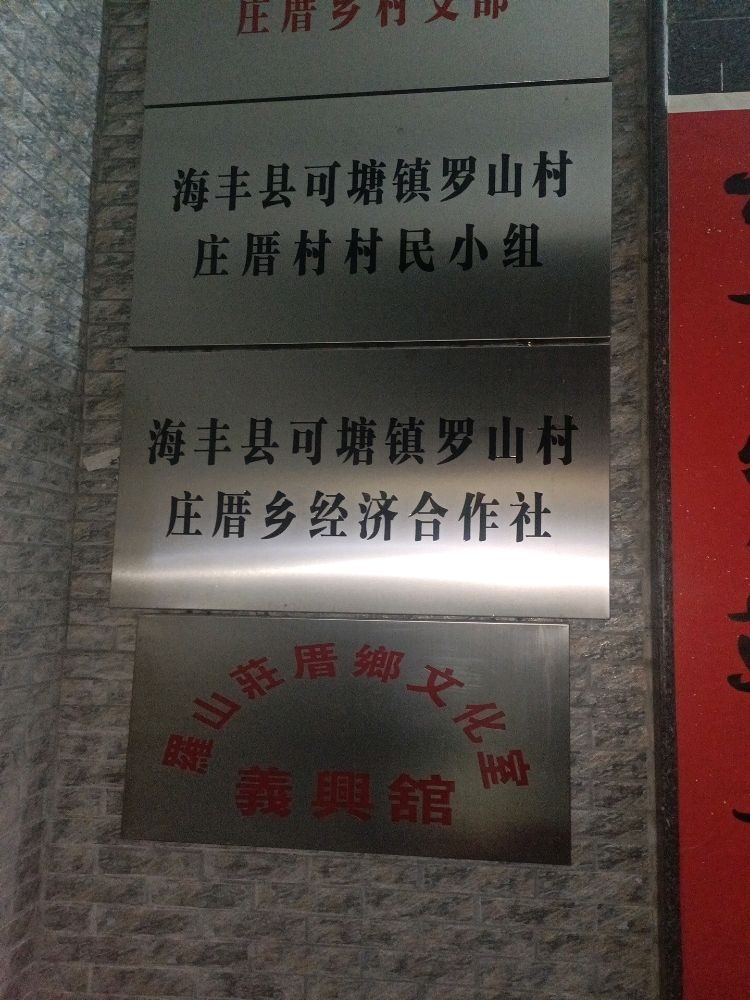 庄厝乡村支部
海丰县可塘镇罗山村
庄厝村村民小组
海丰县可塘镇罗山村
庄厝乡经济合作社
羅山莊厝鄉文化室
義興舘